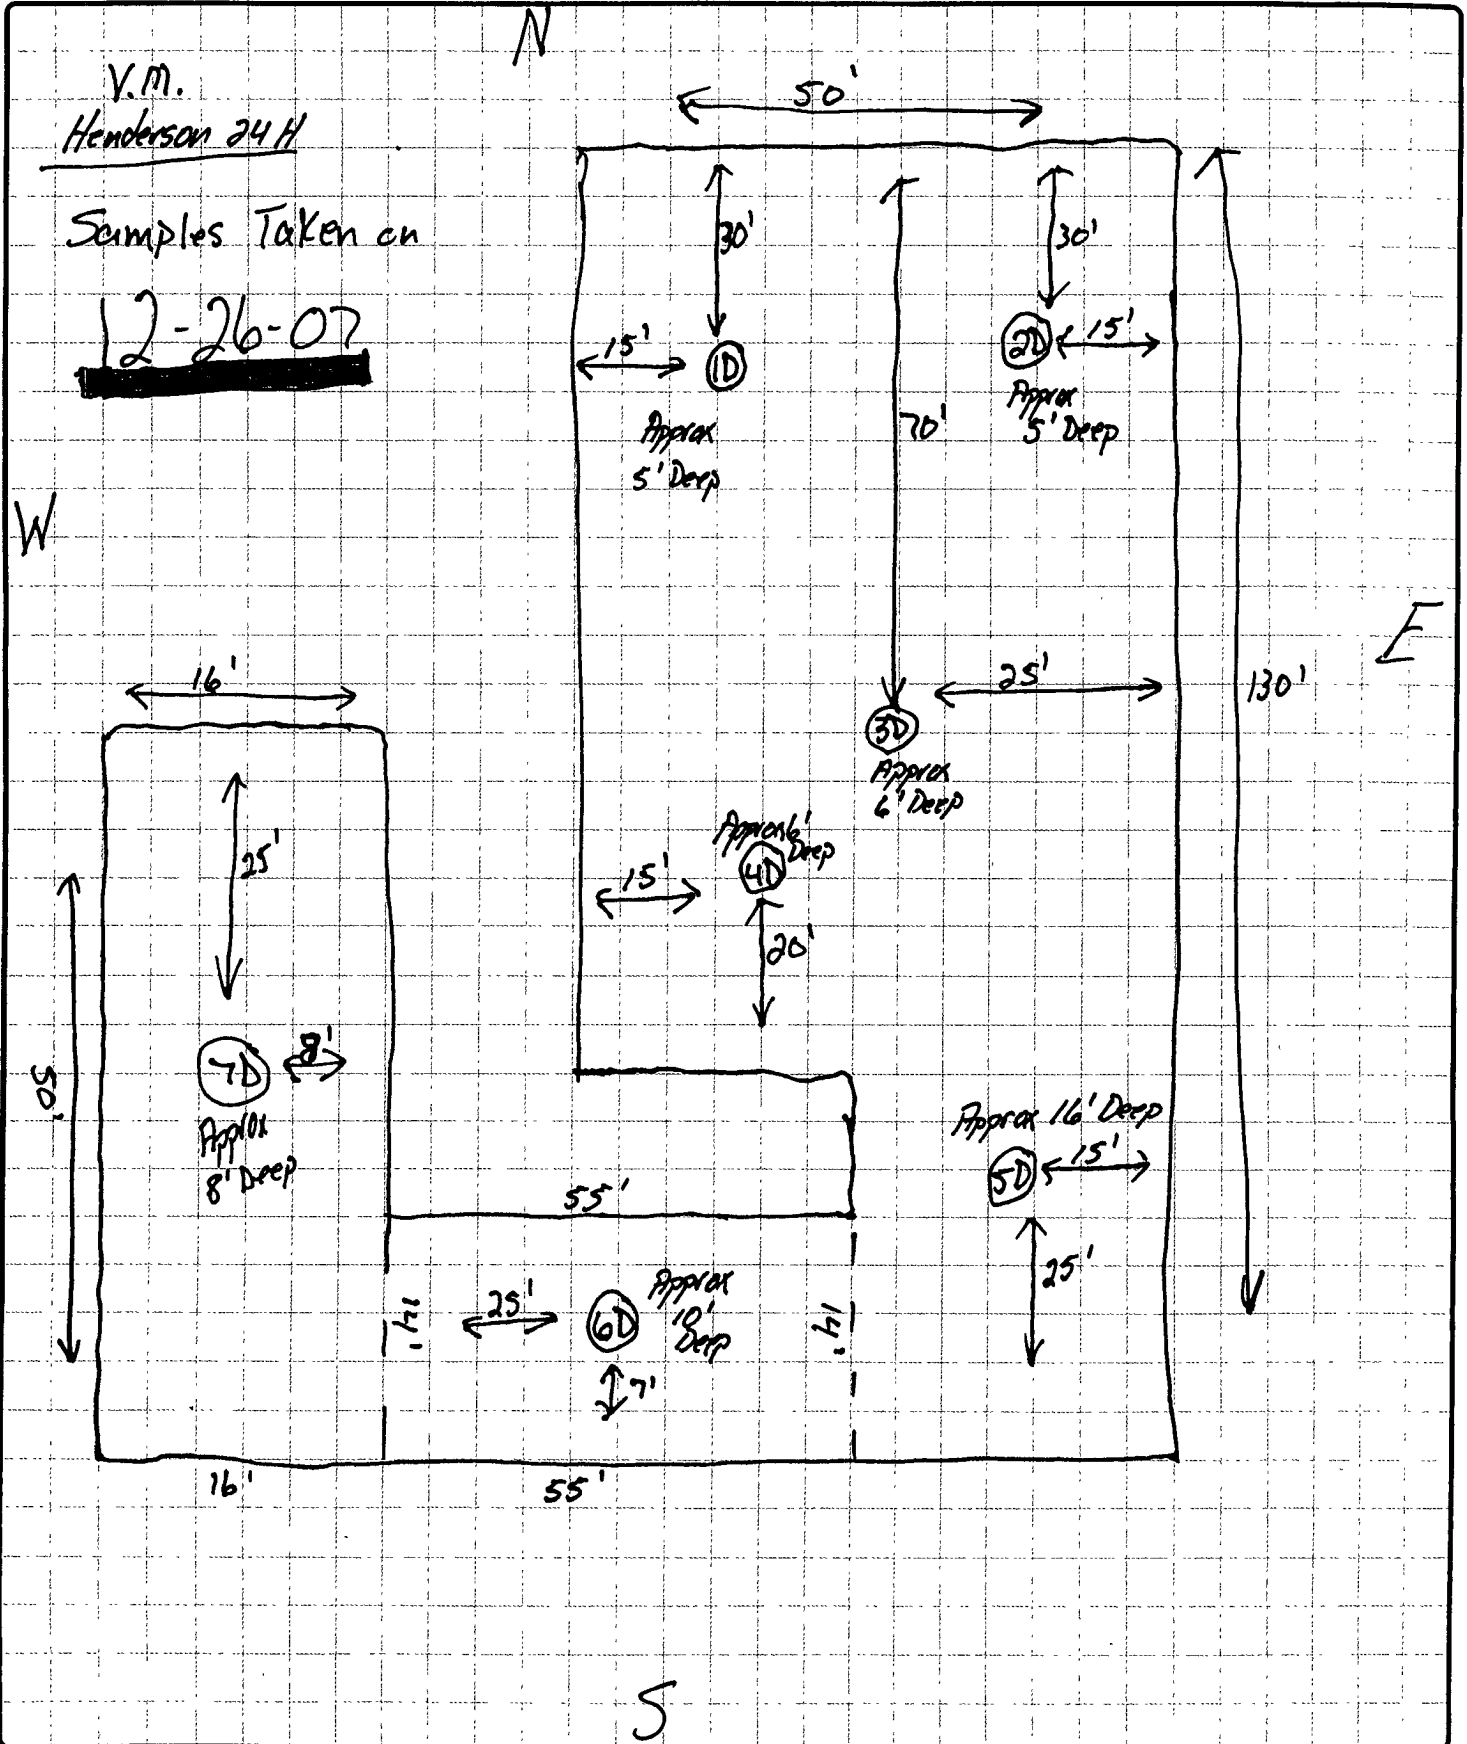 N
V.M.
Henderson 24 H
Samples Taken on
12-26-07
50'
30'
30'
15'
1D
Approx
5' Deep
2D
15'
Approx
5' Deep
70'
W
E
130'
16'
25'
3D
Approx
6' Deep
25'
Approx 6'
Deep
4D
15'
20'
50'
7D
8'
Approx
8' Deep
Approx 16' Deep
5D
15'
25'
55'
14'
25'
6D
Approx
10'
Deep
7'
14'
16'
55'
S